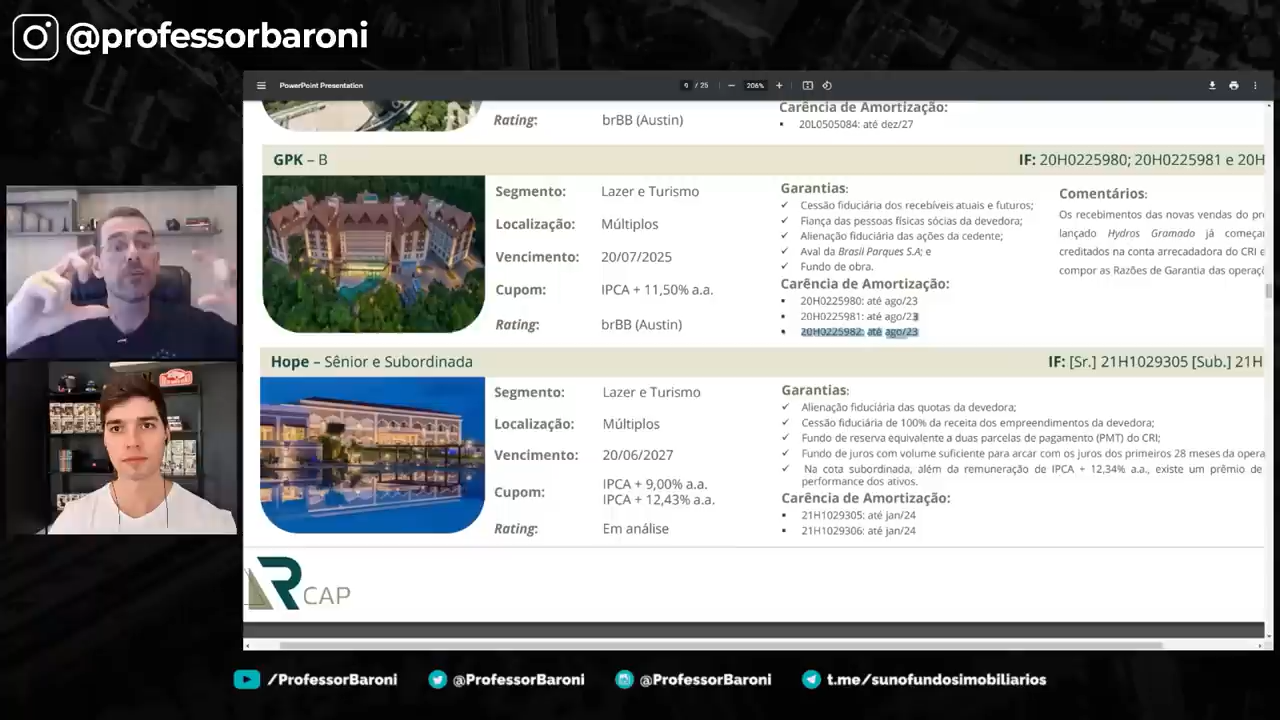 @professorbaroni
PowerPoint Presentation
9 / 25
206%
Rating: brBB (Austin)
Carência de Amortização:
20L0505084: até dez/27
GPK – B
IF: 20H0225980; 20H0225981 e 20H
Segmento: Lazer e Turismo
Localização: Múltiplos
Vencimento: 20/07/2025
Cupom: IPCA + 11,50% a.a.
Rating: brBB (Austin)
Garantias:
Cessão fiduciária dos recebíveis atuais e futuros;
Fiança das pessoas físicas sócias da devedora;
Alienação fiduciária das ações da cedente;
Aval da Brasil Parques S.A; e
Fundo de obra.
Carência de Amortização:
20H0225980: até ago/23
20H0225981: até ago/23
20H0225982: até ago/23
Comentários:
Os recebimentos das novas vendas do pr
lançado Hydros Gramado já começa
creditados na conta arrecadadora do CRI e
compor as Razões de Garantia das operaç
Hope – Sênior e Subordinada
IF: [Sr.] 21H1029305 [Sub.] 21H
Segmento: Lazer e Turismo
Localização: Múltiplos
Vencimento: 20/06/2027
Cupom: IPCA + 9,00% a.a.
IPCA + 12,43% a.a.
Rating: Em análise
Garantias:
Alienação fiduciária das quotas da devedora;
Cessão fiduciária de 100% da receita dos empreendimentos da devedora;
Fundo de reserva equivalente a duas parcelas de pagamento (PMT) do CRI;
Fundo de juros com volume suficiente para arcar com os juros dos primeiros 28 meses da opera
Na cota subordinada, além da remuneração de IPCA + 12,34% a.a., existe um prêmio de
performance dos ativos.
Carência de Amortização:
21H1029305: até jan/24
21H1029306: até jan/24
R CAP
/ProfessorBaroni
@ProfessorBaroni
@ProfessorBaroni
t.me/sunofundosimobiliarios